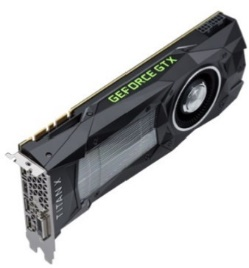 GEFORCE GTX
TITAN X